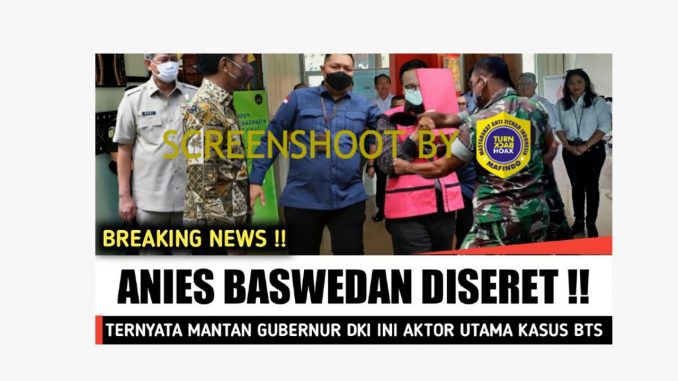 SCREENSHOOT BY
MASYARAKAT ANTI FITNAH INDONESIA
TURN
BACK
HOAX
MAFINDO
BREAKING NEWS !!
ANIES BASWEDAN DISERET !!
TERNYATA MANTAN GUBERNUR DKI INI AKTOR UTAMA KASUS BTS